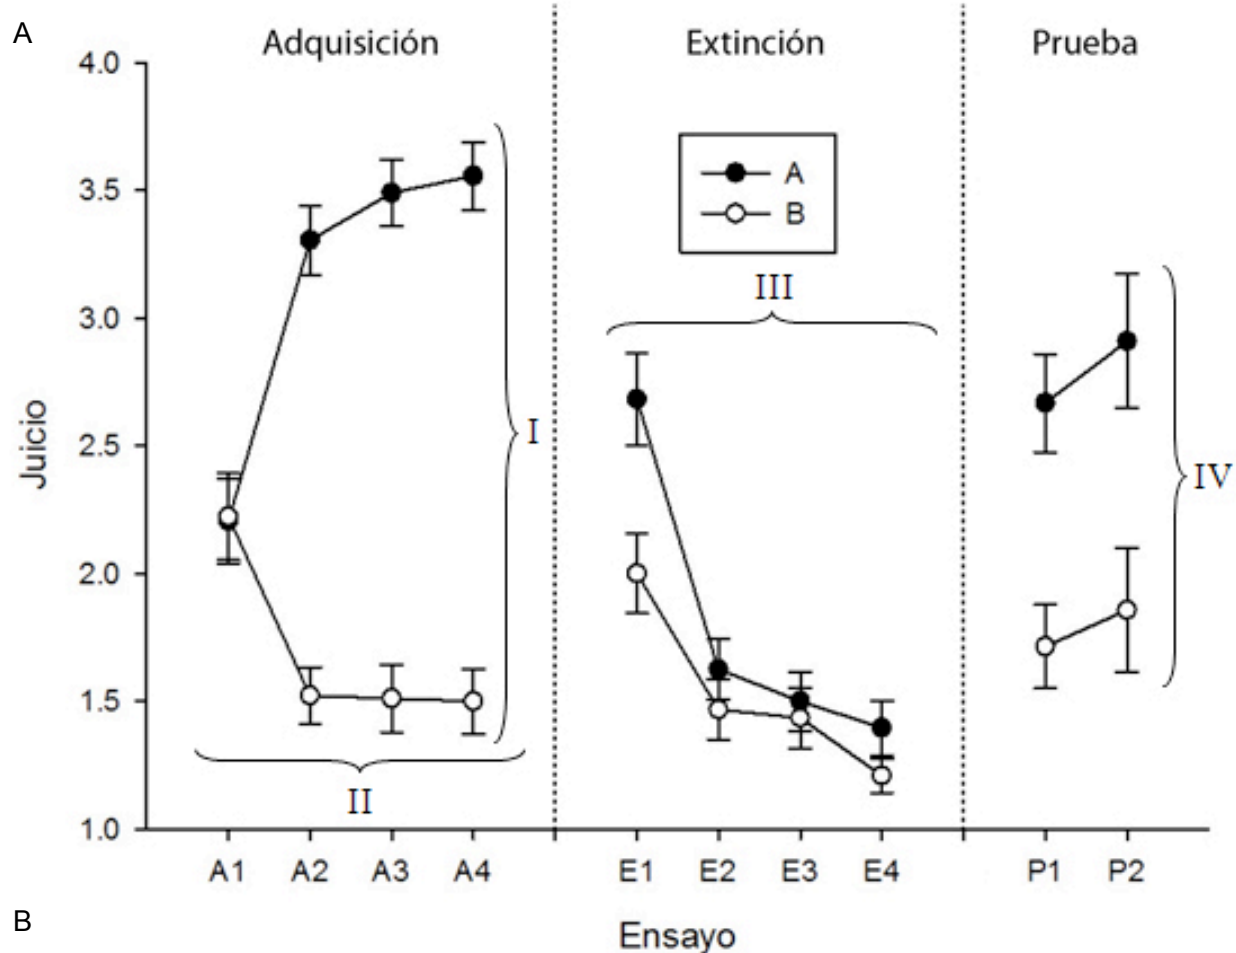 A
Adquisición Extinción Prueba
4.0
3.5
3.0
2.5
2.0
1.5
1.0
Juicio
A
B
I
II
III
IV
A1 A2 A3 A4 E1 E2 E3 E4 P1 P2
B
Ensayo